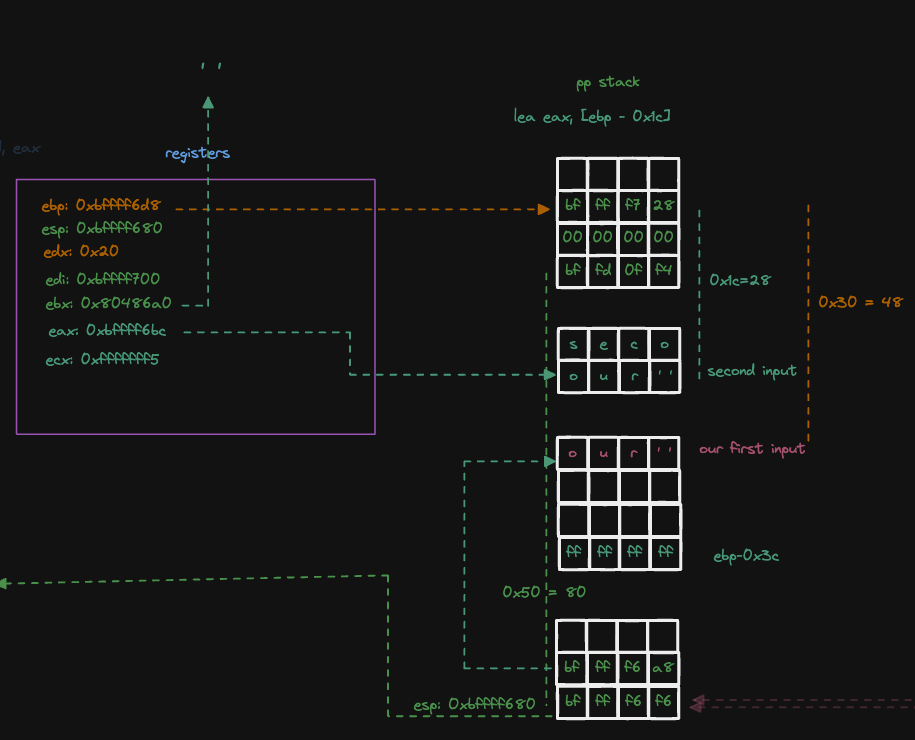 ' '
pp stack
lea eax, [ebp - 0x1c]
, eax
registers
ebp: 0xbffff6d8
esp: 0xbffff680
edx: 0x20
edi: 0xbffff700
ebx: 0x80486a0
eax: 0xbffff6bc
ecx: 0xfffffff5
bf ff f7 28
00 00 00 00
bf fd 0f f4
0x1c=28
0x30 = 48
s e c o
o u r ' '
second input
o u r ' '
our first input
ff ff ff ff
ebp-0x3c
0x50 = 80
bf ff f6 a8
esp: 0xbffff680
bf ff f6 f6